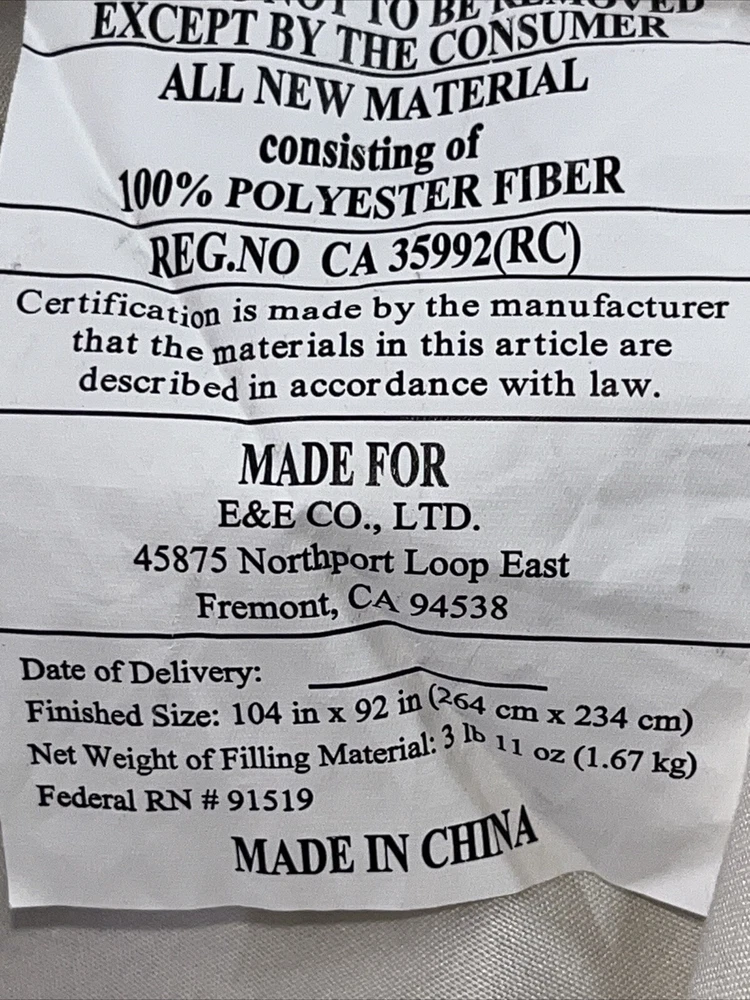 NOT TO BE REMOVED
EXCEPT BY THE CONSUMER
ALL NEW MATERIAL
consisting of
100% POLYESTER FIBER
REG.NO CA 35992(RC)
Certification is made by the manufacturer
that the materials in this article are
described in accordance with law.
MADE FOR
E&E CO., LTD.
45875 Northport Loop East
Fremont, CA 94538
Date of Delivery:
Finished Size: 104 in x 92 in (264 cm x 234 cm)
Net Weight of Filling Material: 3 lb 11 oz (1.67 kg)
Federal RN # 91519
MADE IN CHINA